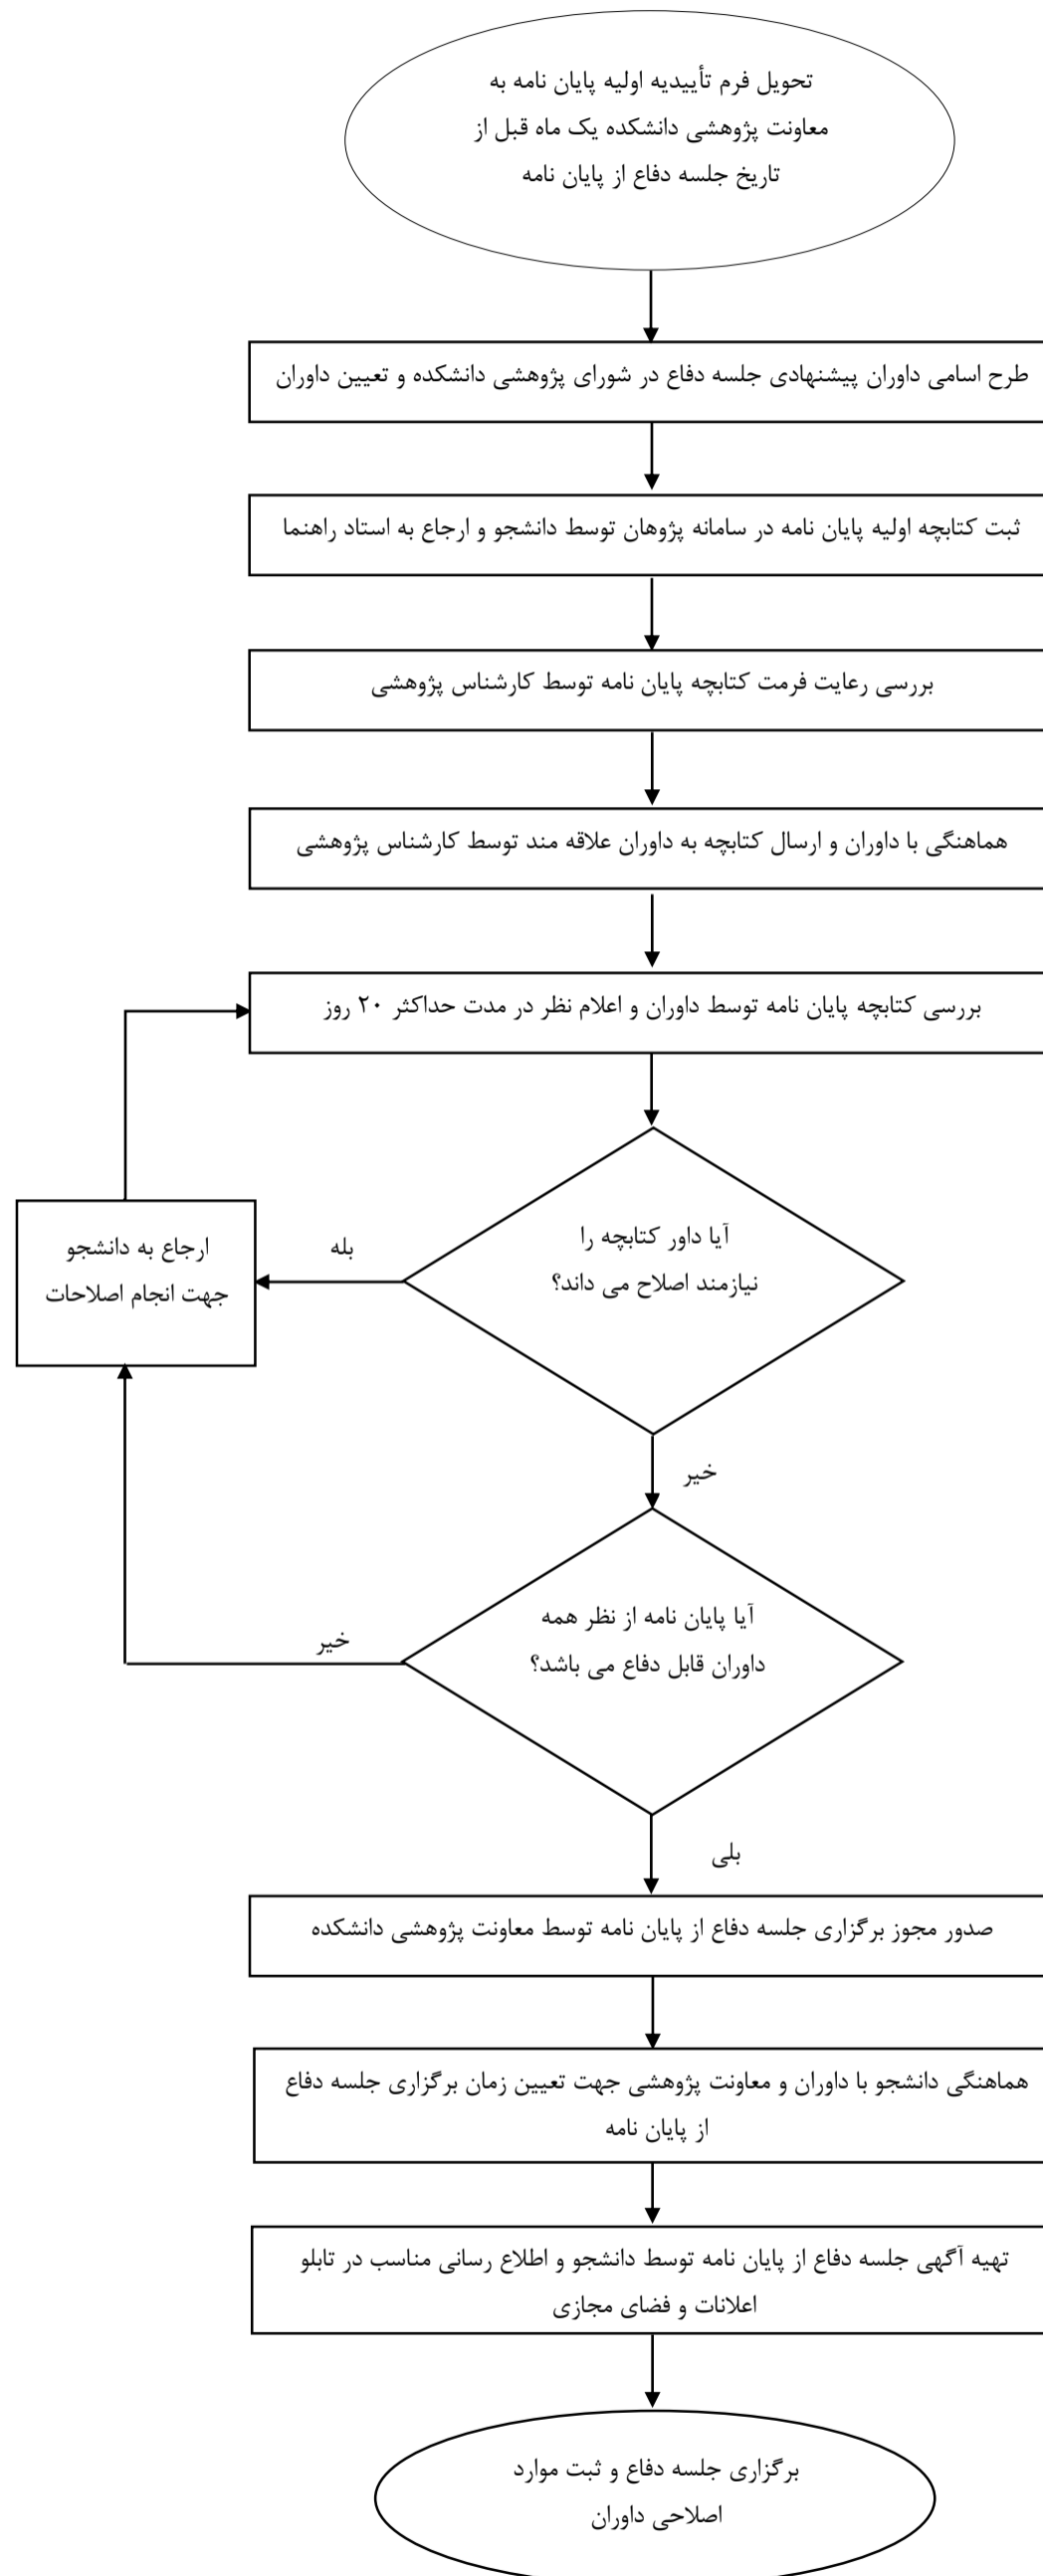 تحویل فرم تأییدیه اولیه پایان نامه به
معاونت پژوهشی دانشکده یک ماه قبل از
تاریخ جلسه دفاع از پایان نامه
طرح اسامی داوران پیشنهادی جلسه دفاع در شورای پژوهشی دانشکده و تعیین داوران
ثبت کتابچه اولیه پایان نامه در سامانه پژوهان توسط دانشجو و ارجاع به استاد راهنما
بررسی رعایت فرمت کتابچه پایان نامه توسط کارشناس پژوهشی
هماهنگی با داوران و ارسال کتابچه به داوران علاقه مند توسط کارشناس پژوهشی
بررسی کتابچه پایان نامه توسط داوران و اعلام نظر در مدت حداکثر ۲۰ روز
آیا داور کتابچه را
نیازمند اصلاح می داند؟
بله
ارجاع به دانشجو
جهت انجام اصلاحات
خیر
آیا پایان نامه از نظر همه
داوران قابل دفاع می باشد؟
خیر
بلی
صدور مجوز برگزاری جلسه دفاع از پایان نامه توسط معاونت پژوهشی دانشکده
هماهنگی دانشجو با داوران و معاونت پژوهشی جهت تعیین زمان برگزاری جلسه دفاع
از پایان نامه
تهیه آگهی جلسه دفاع از پایان نامه توسط دانشجو و اطلاع رسانی مناسب در تابلو
اعلانات و فضای مجازی
برگزاری جلسه دفاع و ثبت موارد
اصلاحی داوران